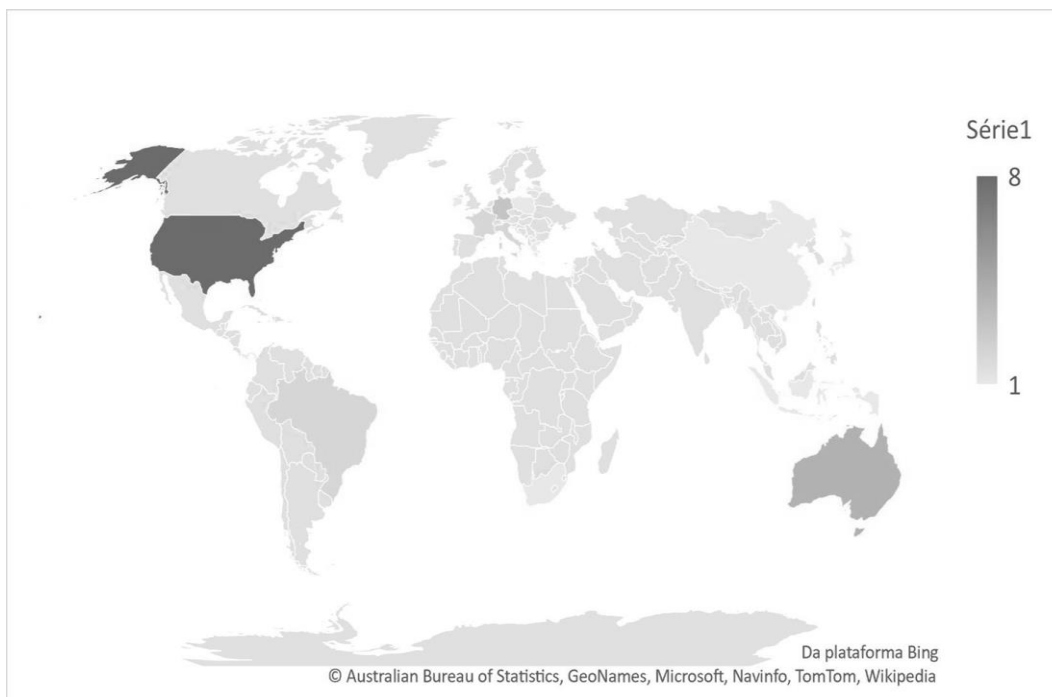 Série1
8
1
Da plataforma Bing
© Australian Bureau of Statistics, GeoNames, Microsoft, Navinfo, TomTom, Wikipedia